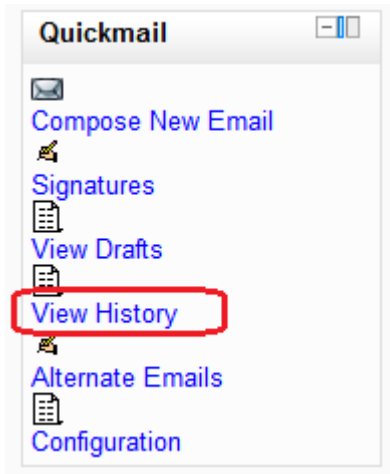 Quickmail
Compose New Email
Signatures
View Drafts
View History
Alternate Emails
Configuration